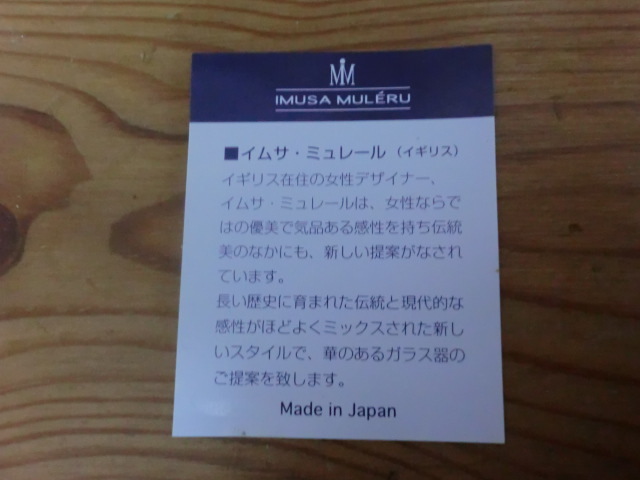 IMUSA MULÉRU
■イムサ・ミュレール（イギリス）
イギリス在住の女性デザイナー、
イムサ・ミュレールは、女性ならで
はの優美で気品ある感性を持ち伝統
美のなかにも、新しい提案がなされ
ています。
長い歴史に育まれた伝統と現代的な
感性がほどよくミックスされた新し
いスタイルで、華のあるガラス器の
ご提案を致します。
Made in Japan